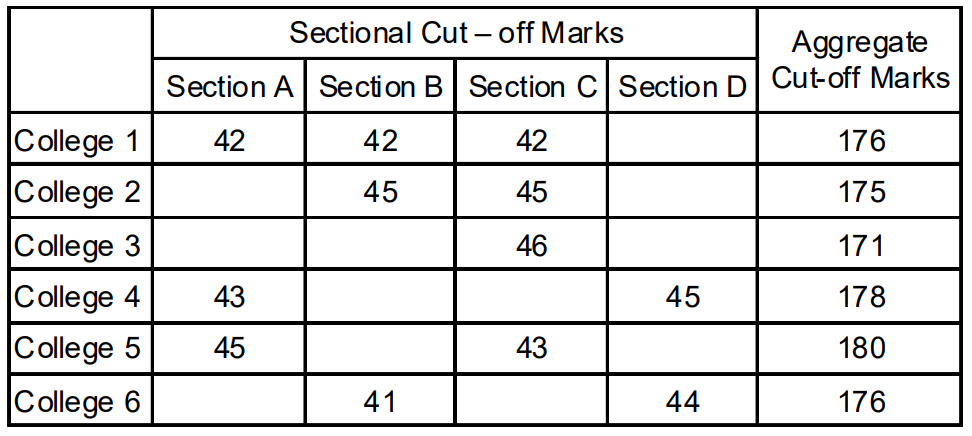 Sectional Cut – off Marks
Aggregate
Cut-off Marks
Section A Section B Section C Section D
College 1 42 42 42 176
College 2 45 45 175
College 3 46 171
College 4 43 45 178
College 5 45 43 180
College 6 41 44 176